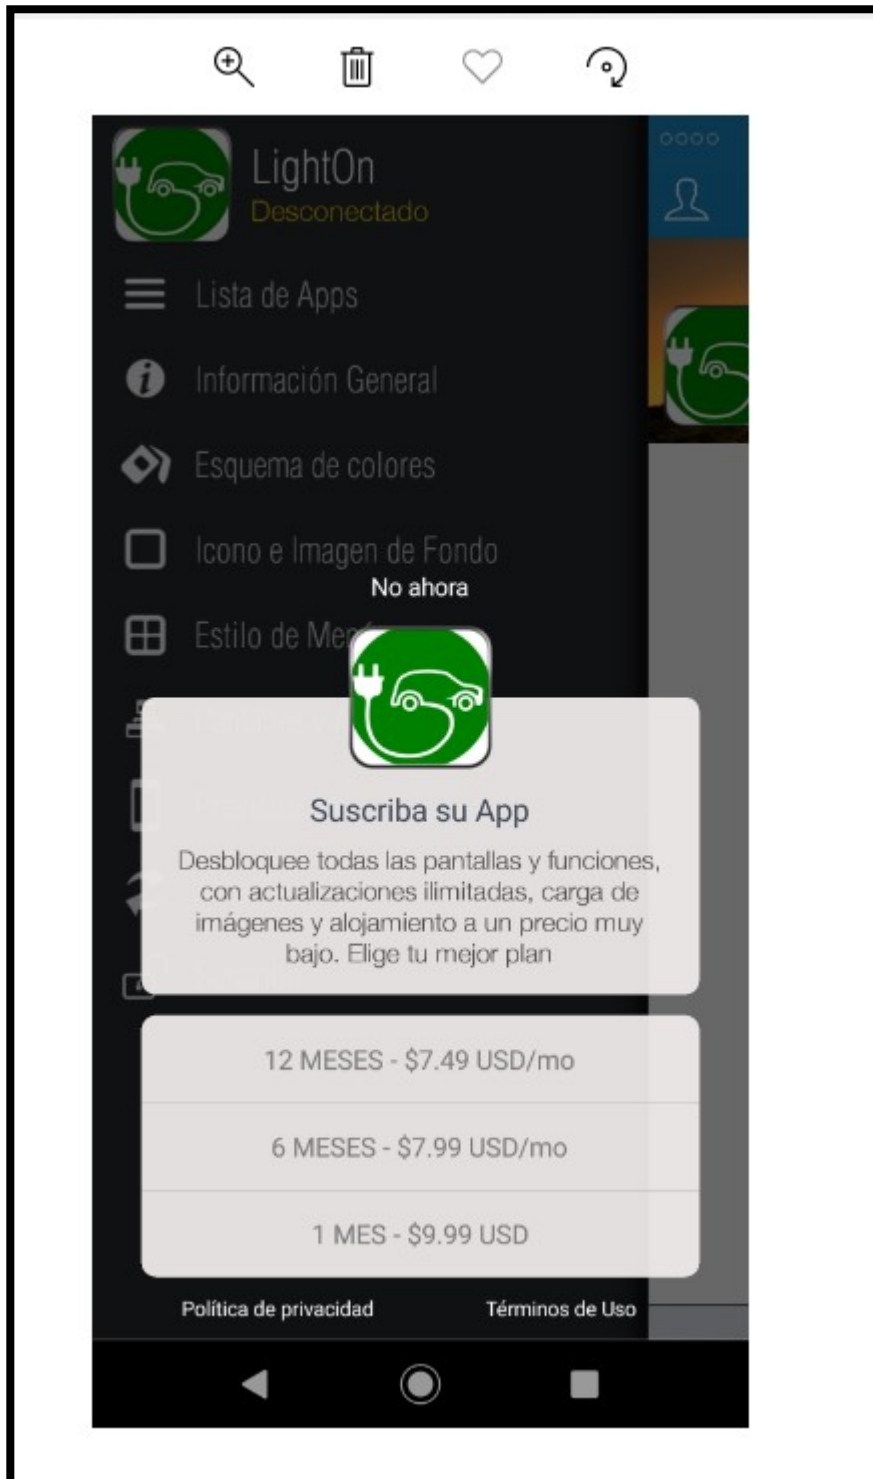 LightOn
Desconectado
Lista de Apps
Información General
Esquema de colores
Icono e Imagen de Fondo
No ahora
Estilo de
Suscriba su App
Desbloquee todas las pantallas y funciones,
con actualizaciones ilimitadas, carga de
imágenes y alojamiento a un precio muy
bajo. Elige tu mejor plan
12 MESES - $7.49 USD/mo
6 MESES - $7.99 USD/mo
1 MES - $9.99 USD
Política de privacidad
Términos de Uso